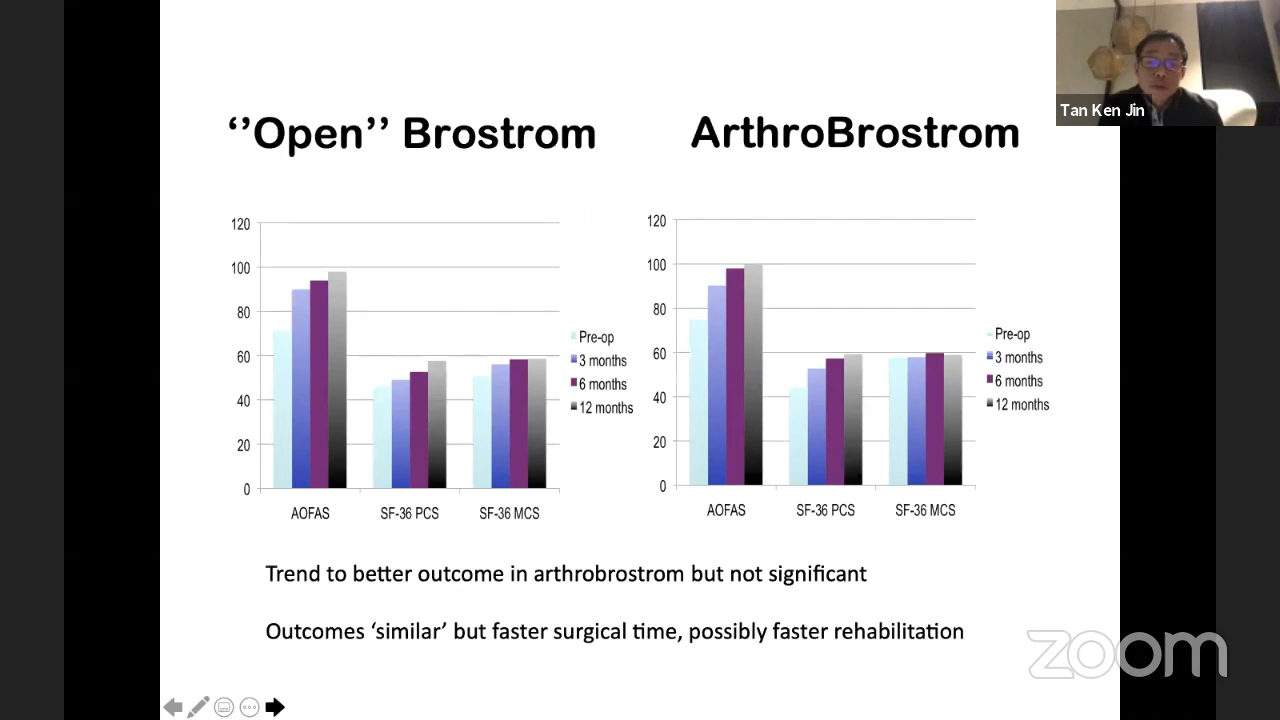 Tan Ken Jin
‘’Open’’ Brostrom
ArthroBrostrom
120
100
80
60
40
20
0
AOFAS
SF-36 PCS
SF-36 MCS
Pre-op
3 months
6 months
12 months
120
100
80
60
40
20
0
AOFAS
SF-36 PCS
SF-36 MCS
Pre-op
3 months
6 months
12 months
Trend to better outcome in arthrobrostrom but not significant
Outcomes ‘similar’ but faster surgical time, possibly faster rehabilitation
zoom